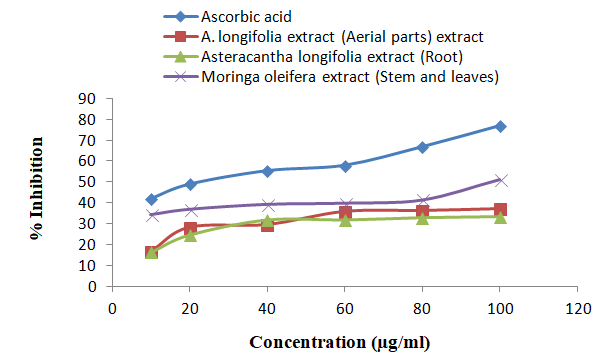 Ascorbic acid
A. longifolia extract (Aerial parts) extract
Asteracantha longifolia extract (Root)
Moringa oleifera extract (Stem and leaves)
90
80
70
60
50
40
30
20
10
0
% Inhibition
0 20 40 60 80 100 120
Concentration (µg/ml)